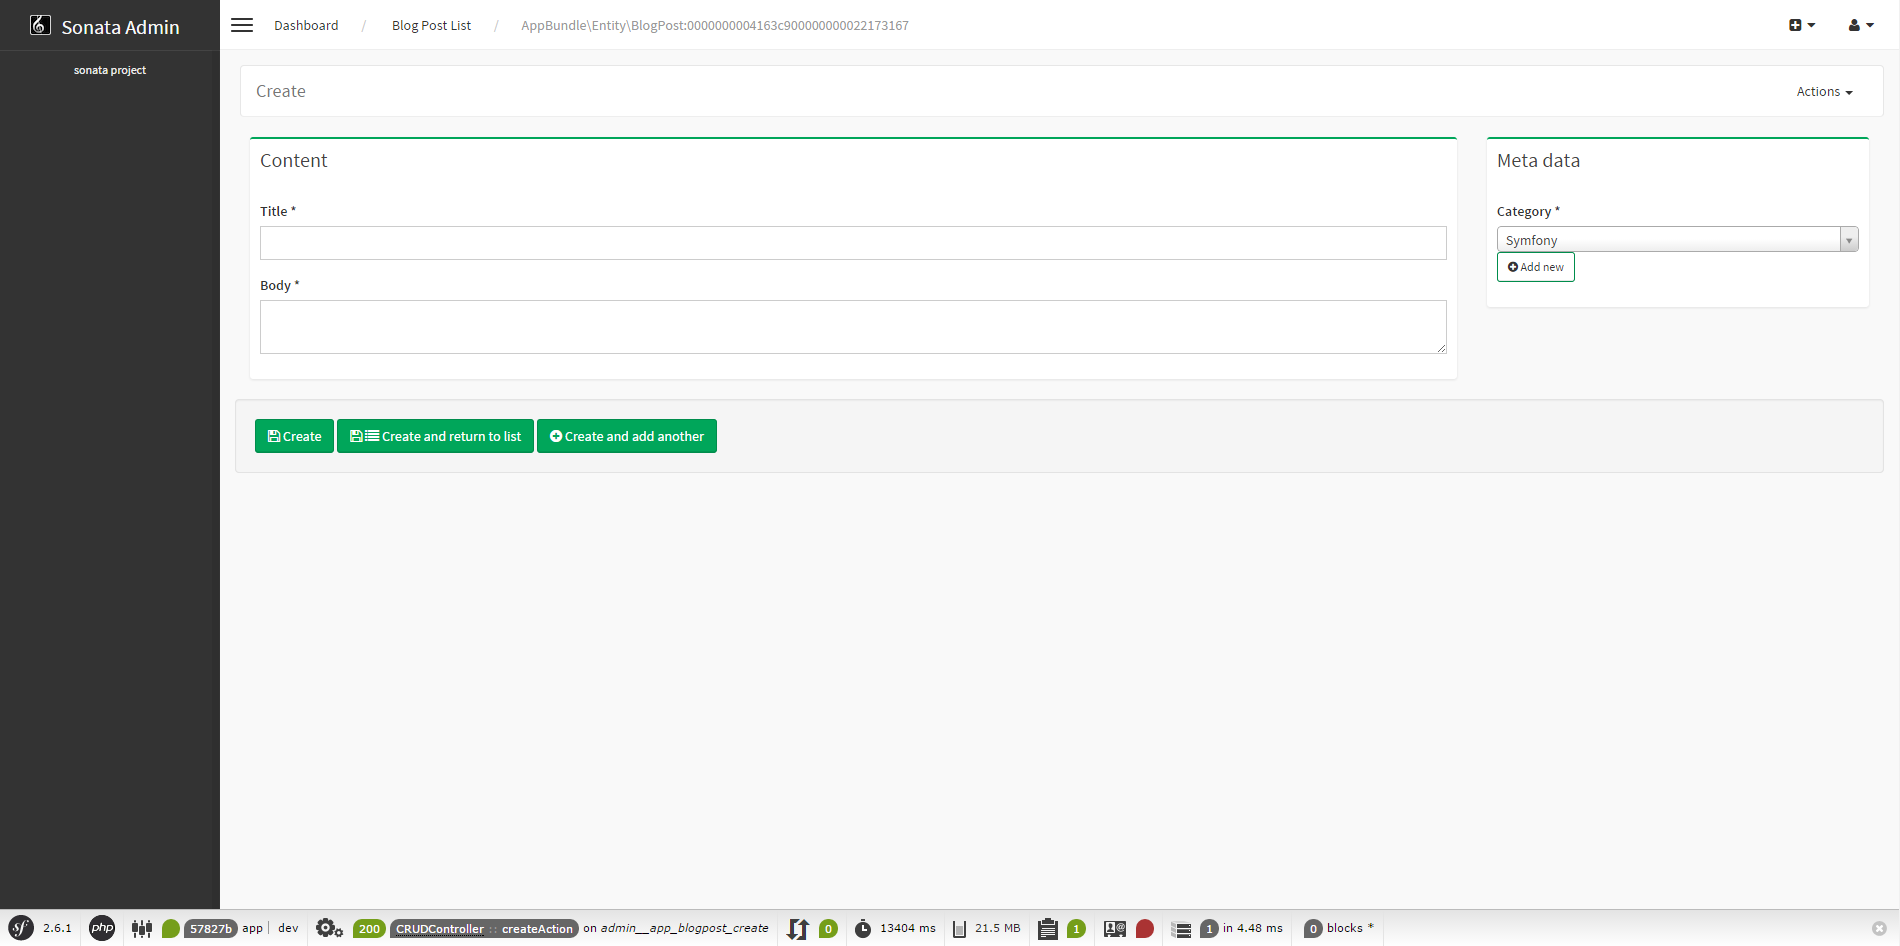 Sonata Admin
Dashboard / Blog Post List / AppBundle\Entity\BlogPost:0000000004163c900000000022173167
sonata project
Create
Actions
Content
Title *
Body *
Meta data
Category *
Symfony
Add new
Create
Create and return to list
Create and add another
2.6.1 php 57827b app dev 200 CRUDController :: createAction on admin__app_blogpost_create 0 13404 ms 21.5 MB 1 1 in 4.48 ms 0 blocks *